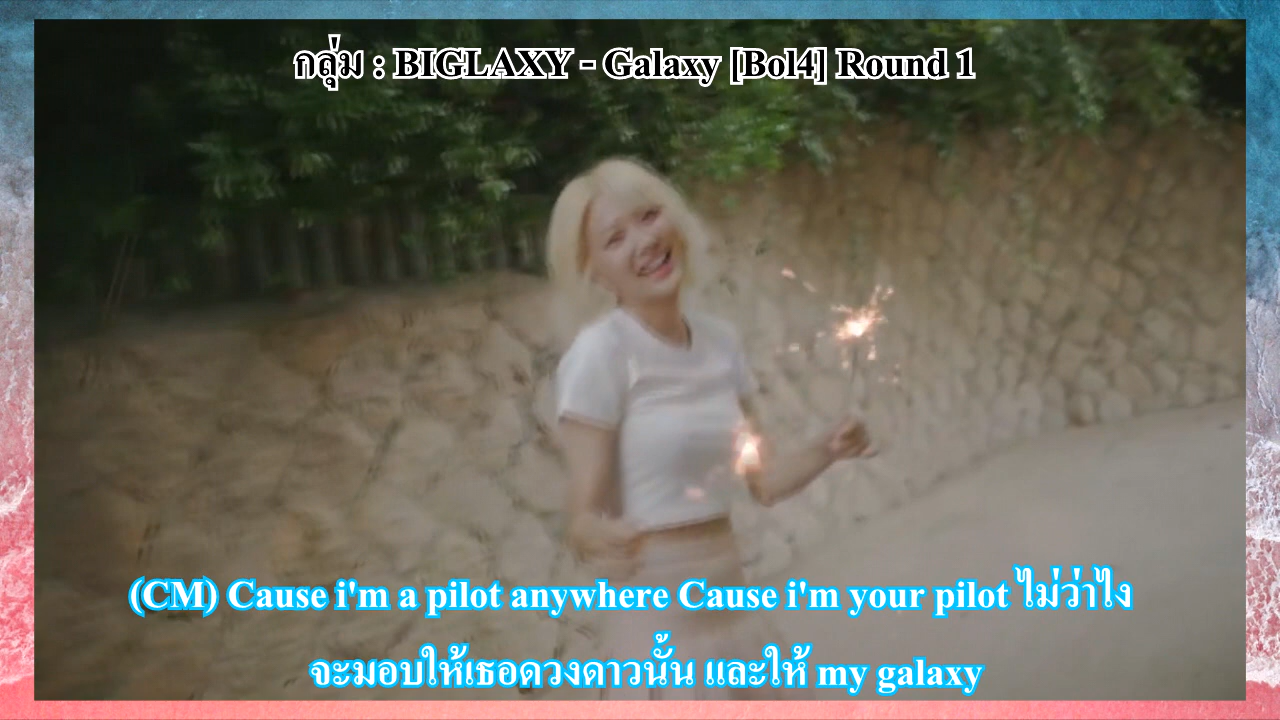 กลุ่ม : BIGLAXY - Galaxy [Bol4] Round 1
(CM) Cause i'm a pilot anywhere Cause i'm your pilot ไม่ว่าไง
จะมอบให้เธอดวงดาวนั้น และให้ my galaxy